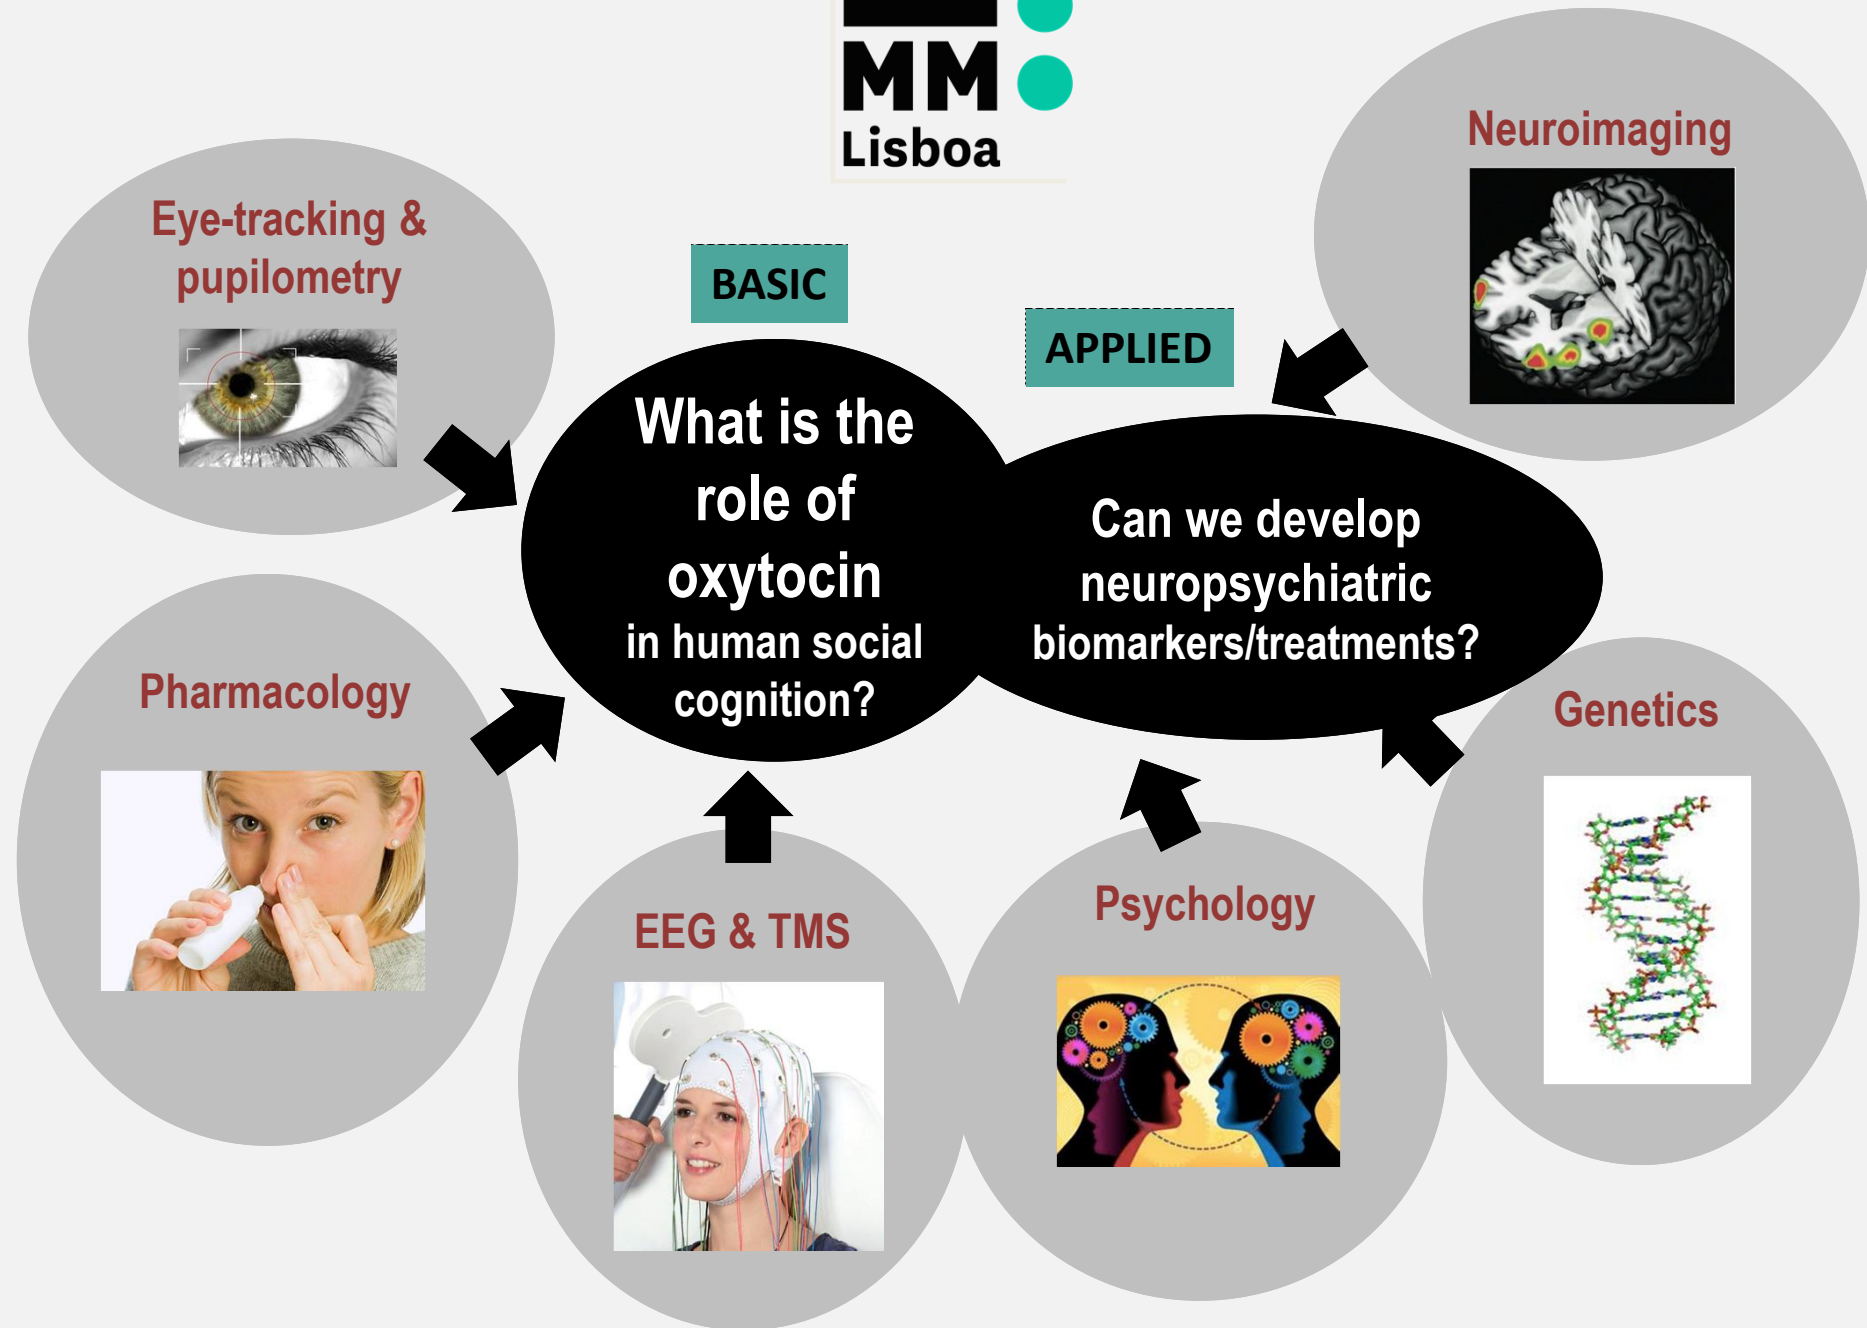 MM
Lisboa
Neuroimaging
Eye-tracking &
pupilometry
BASIC
APPLIED
What is the
role of
oxytocin
in human social
cognition?
Can we develop
neuropsychiatric
biomarkers/treatments?
Pharmacology
Genetics
EEG & TMS
Psychology